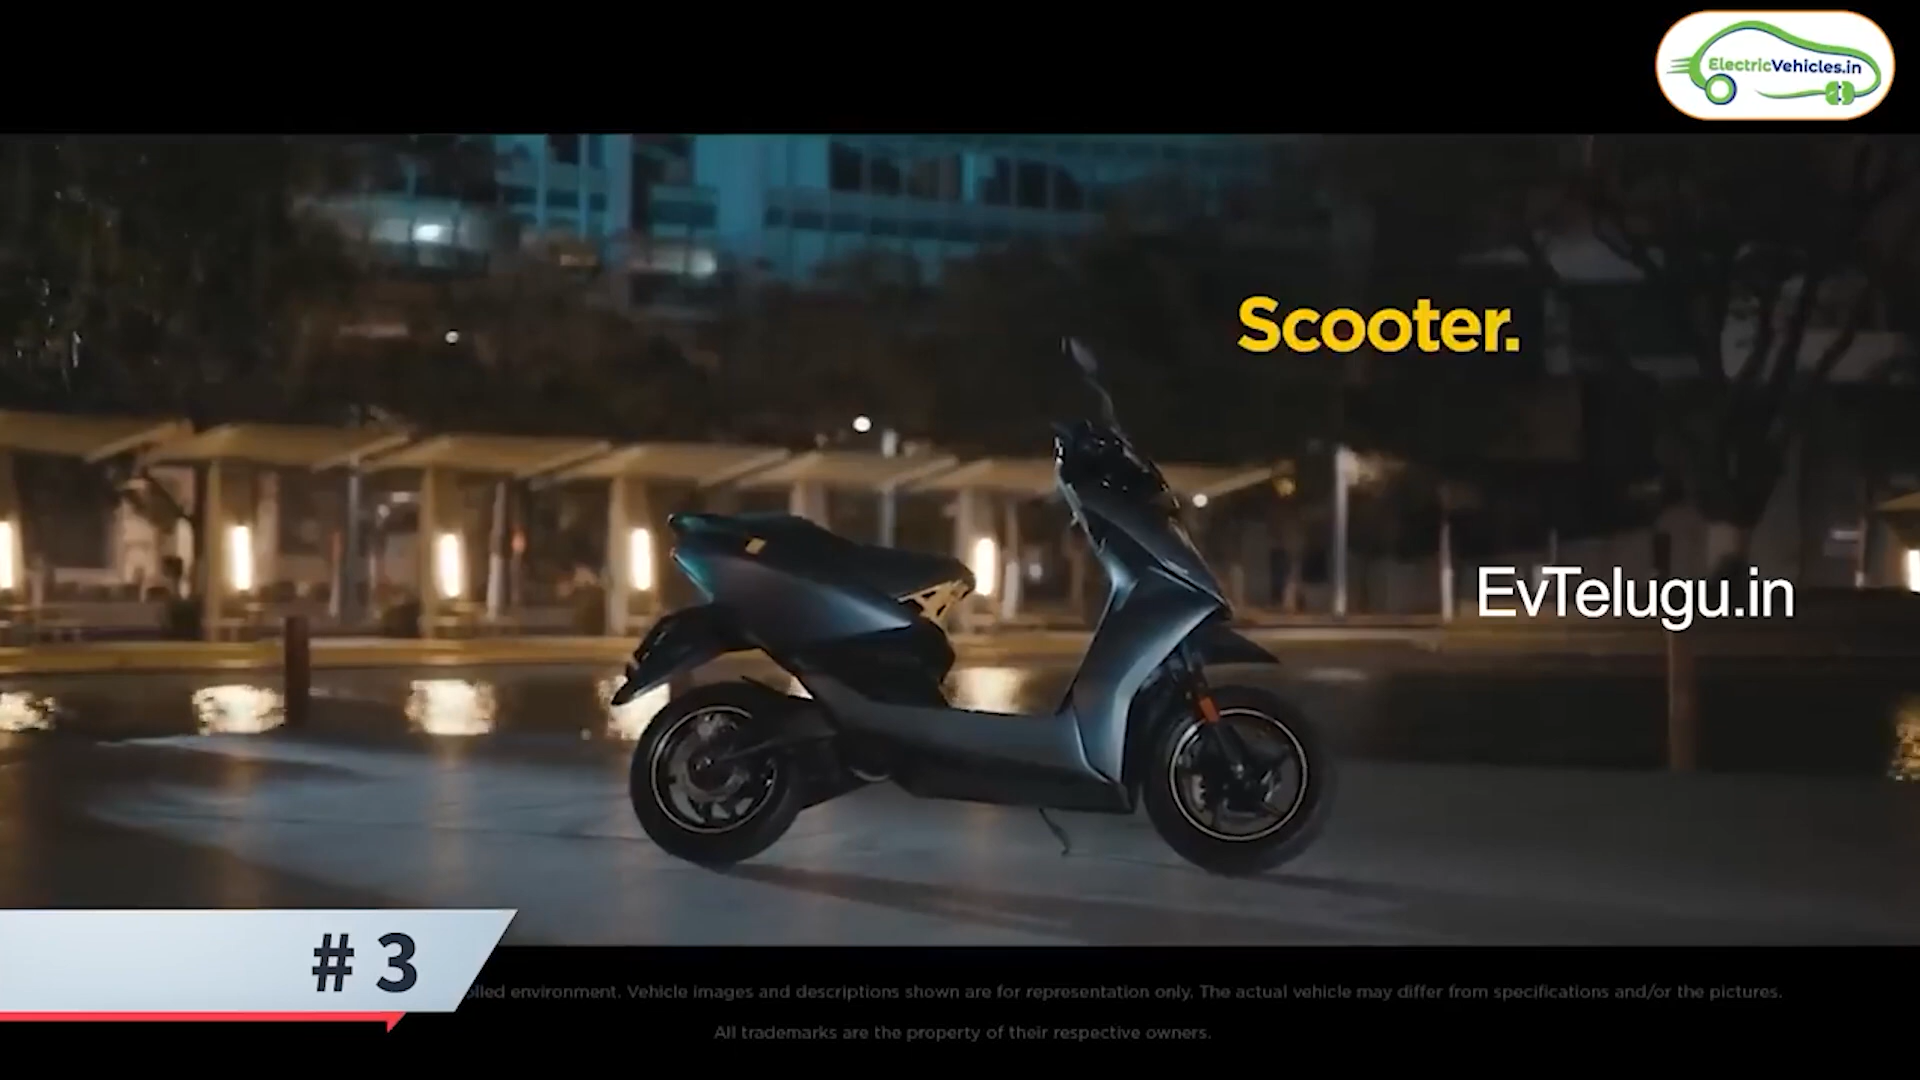 ElectricVehicles.in
Scooter.
EvTelugu.in
# 3
environment. Vehicle images and descriptions shown are for representation only. The actual vehicle may differ from specifications and/or the pictures.
All trademarks are the property of their respective owners.